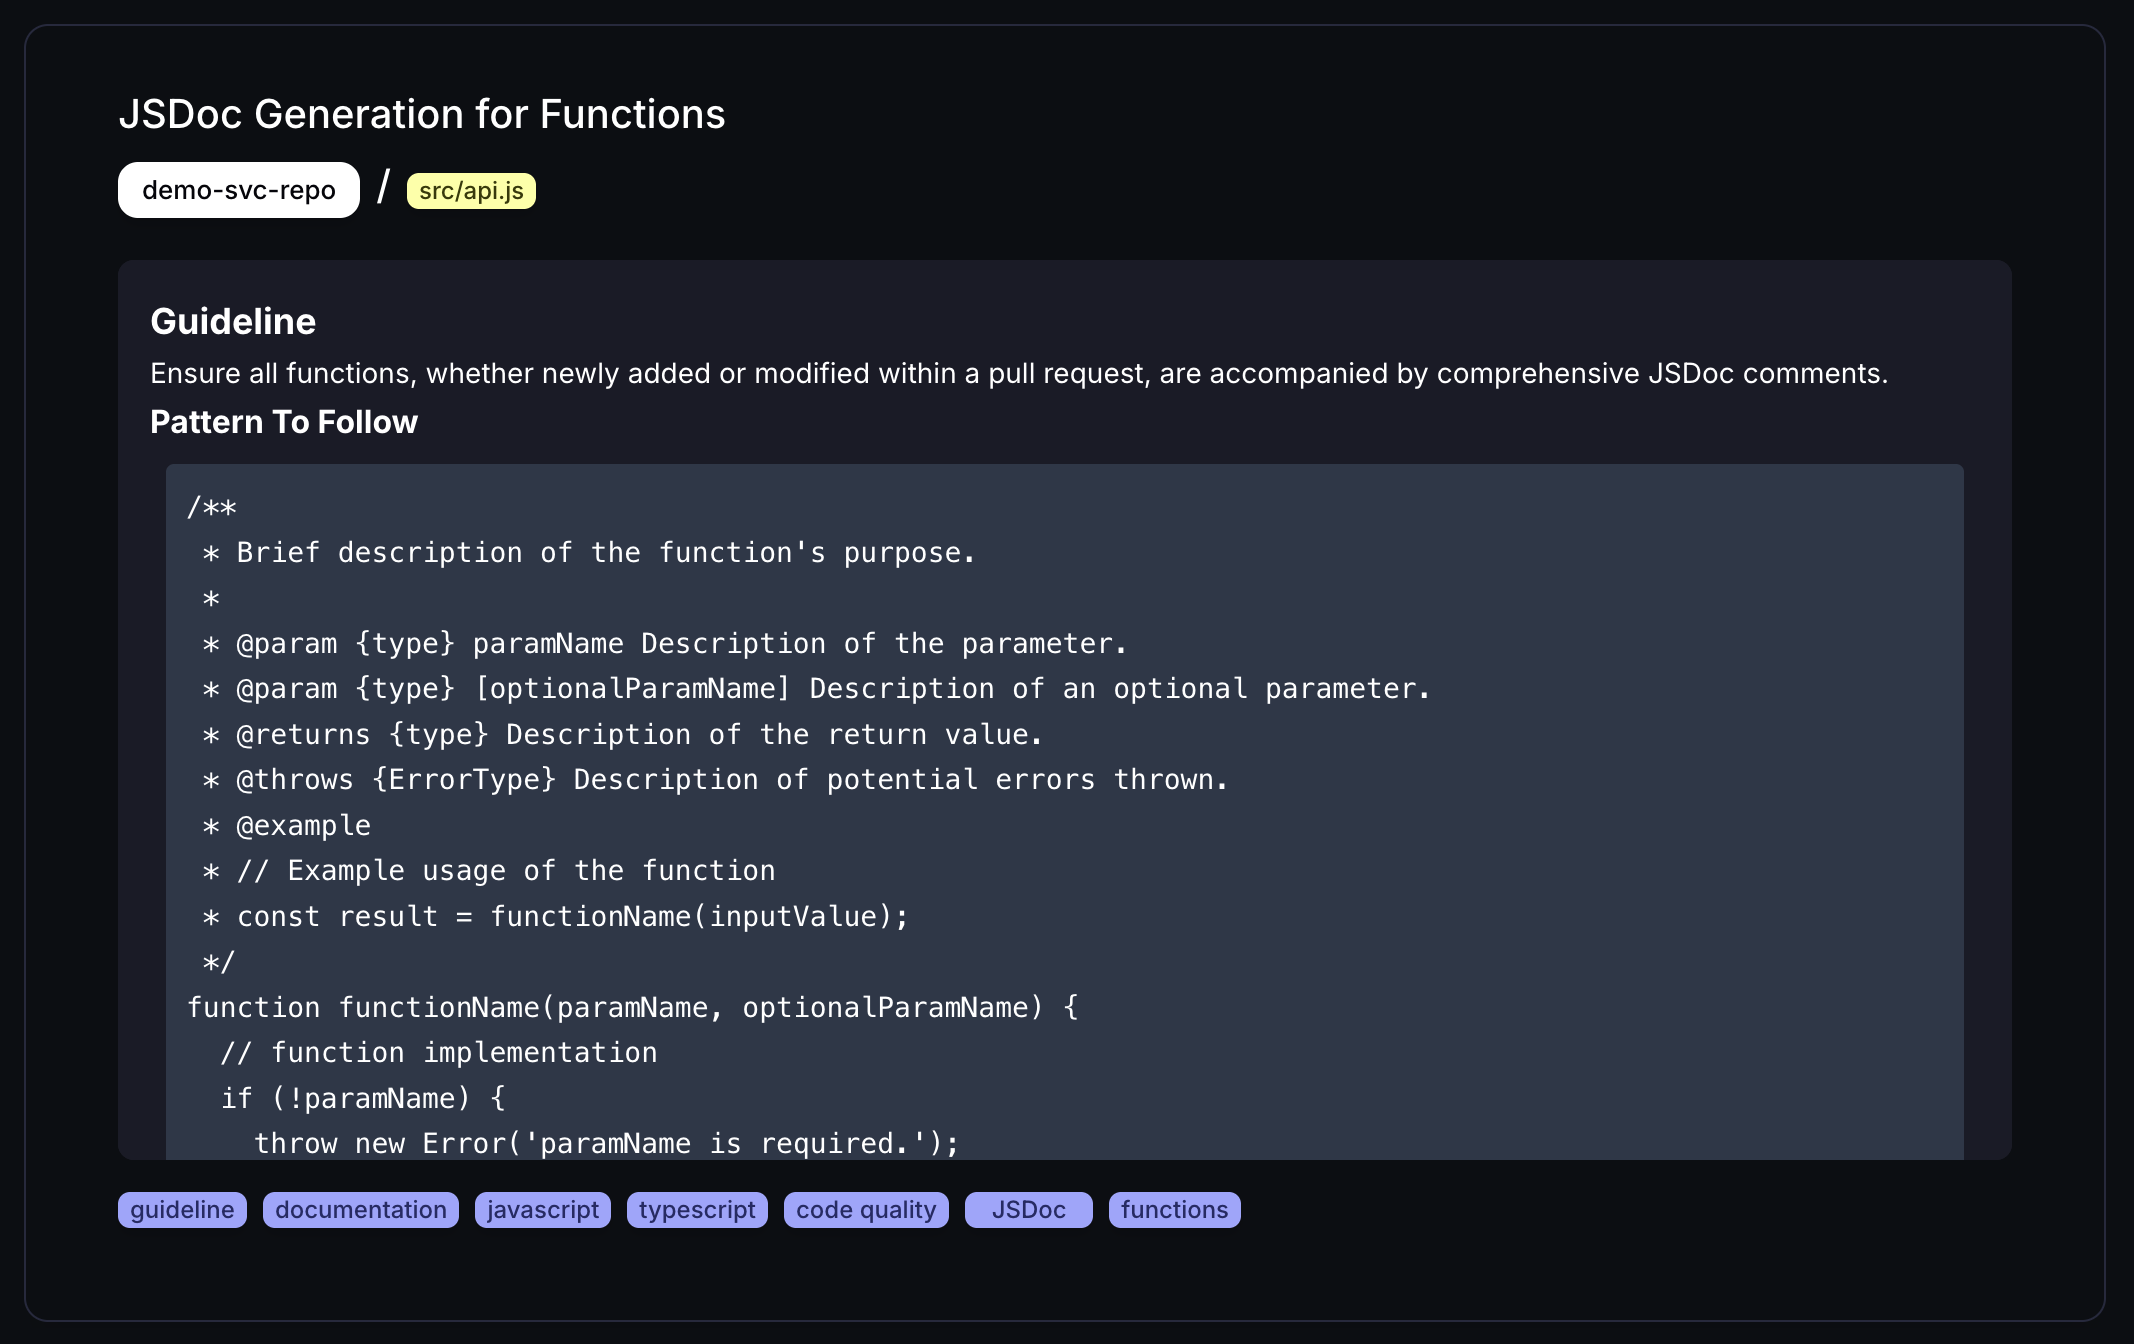 JSDoc Generation for Functions
demo-svc-repo / src/api.js
Guideline
Ensure all functions, whether newly added or modified within a pull request, are accompanied by comprehensive JSDoc comments.
Pattern To Follow
/**
 * Brief description of the function's purpose.
 *
 * @param {type} paramName Description of the parameter.
 * @param {type} [optionalParamName] Description of an optional parameter.
 * @returns {type} Description of the return value.
 * @throws {ErrorType} Description of potential errors thrown.
 * @example
 * // Example usage of the function
 * const result = functionName(inputValue);
 */
function functionName(paramName, optionalParamName) {
  // function implementation
  if (!paramName) {
    throw new Error('paramName is required.');
guideline documentation javascript typescript code quality JSDoc functions